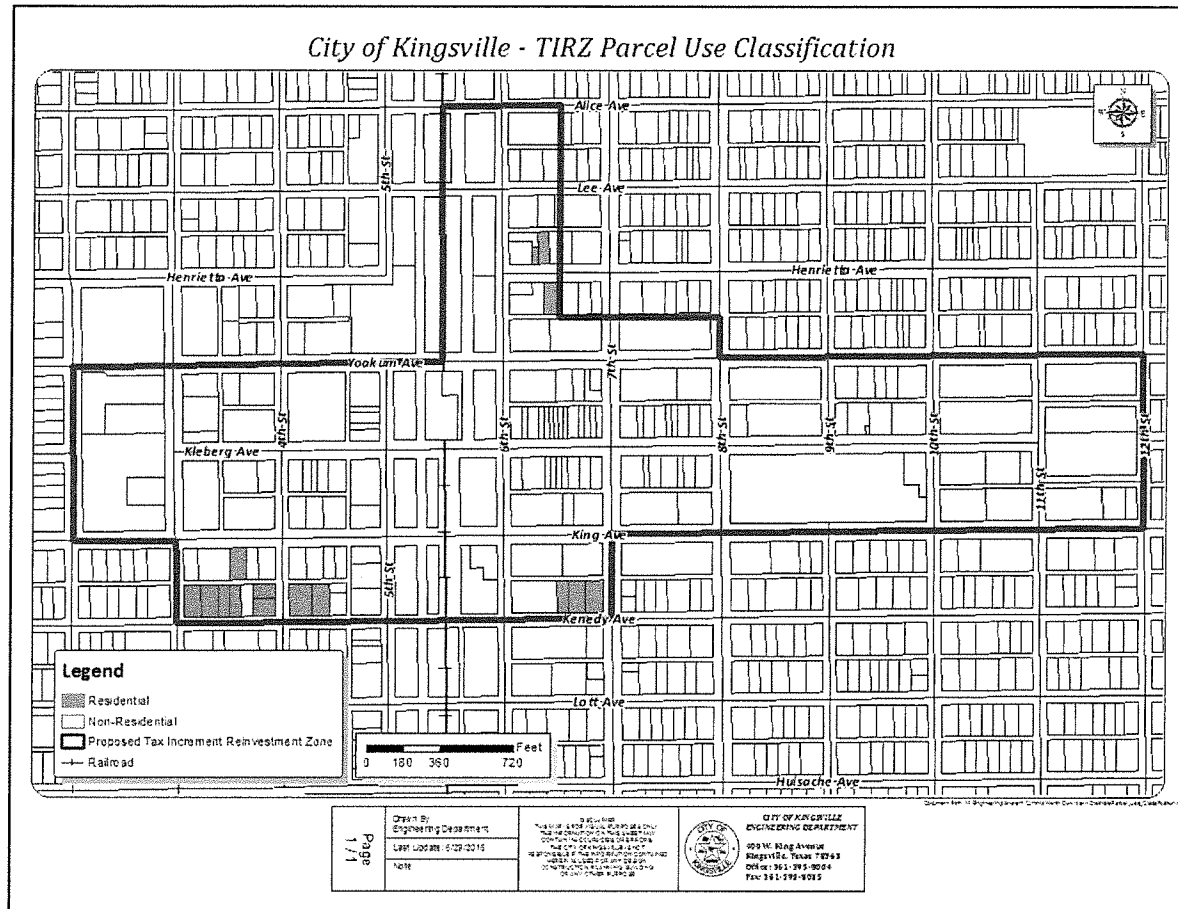 City of Kingsville - TIRZ Parcel Use Classification
Alice Ave
5th St
Lee Ave
Henrietta Ave
Henrietta Ave
7th St
Yookum Ave
4th St
6th St
8th St
9th St
10th St
12th St
Kleberg Ave
11th St
King Ave
5th St
Kenedy Ave
Legend
Residential
Non-Residential
Proposed Tax Increment Reinvestment Zone
Railroad
Lott Ave
Feet
0 180 360 720
Huisache Ave
Page
1 / 1
Drawn By
Engineering Department
Note
CITY OF KINGSVILLE
CITY OF KINGSVILLE
ENGINEERING DEPARTMENT
400 W. King Avenue
Kingsville, Texas 78363